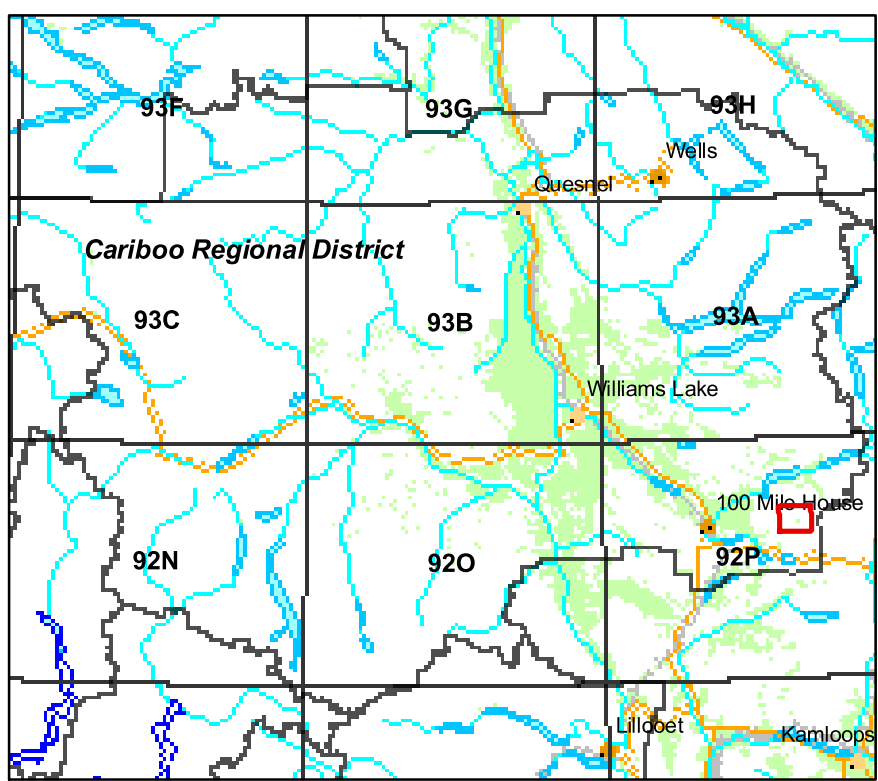 93F
93G
93H
Wells
Quesnel
Cariboo Regional District
93C
93B
93A
Williams Lake
100 Mile House
92N
92O
92P
Lillooet
Kamloops